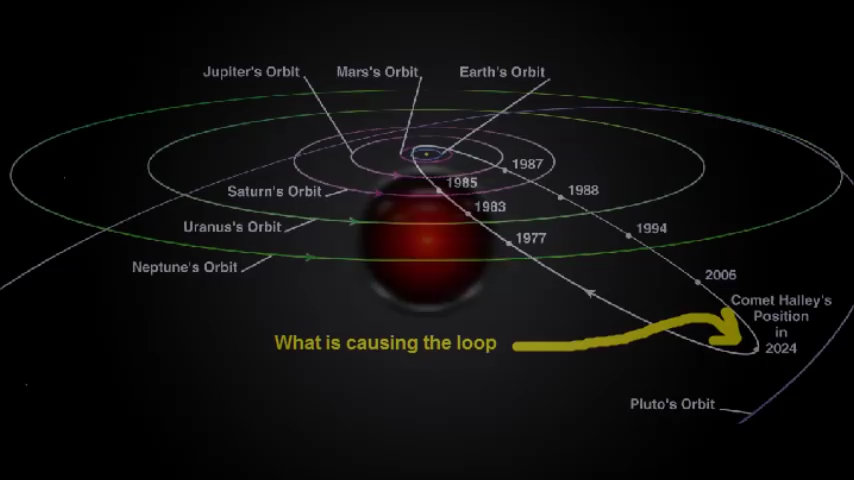 Jupiter's Orbit
Mars's Orbit
Earth's Orbit
1987
1985
1988
Saturn's Orbit
1983
Uranus's Orbit
1994
1977
Neptune's Orbit
2005
Comet Halley's
Position
in
2024
What is causing the loop
Pluto's Orbit